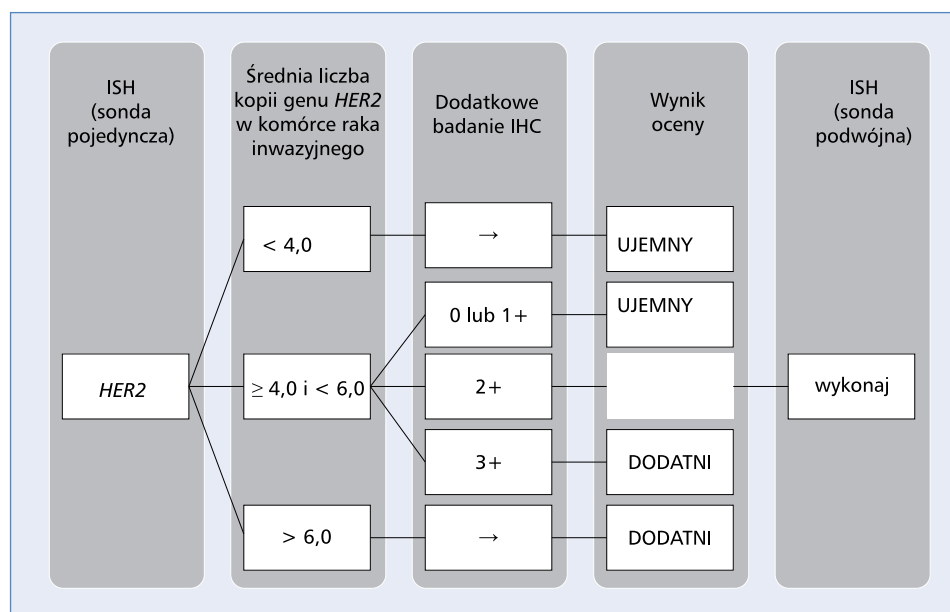 ISH
(sonda
pojedyncza)
Średnia liczba
kopii genu HER2
w komórce raka
inwazyjnego
Dodatkowe
badanie IHC
Wynik
oceny
ISH
(sonda
podwójna)
< 4,0
→
UJEMNY
0 lub 1+
UJEMNY
HER2
≥ 4,0 i < 6,0
2+
wykonaj
3+
DODATNI
> 6,0
→
DODATNI